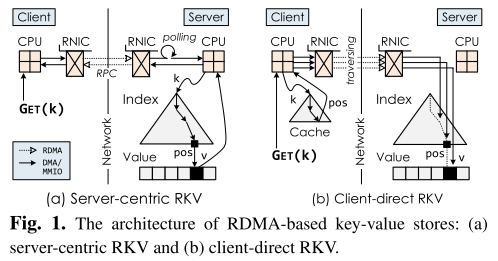 Client
Server
CPU
RNIC
RNIC
polling
CPU
RPC
k
GET(k)
Index
pos
v
Value
Network
RDMA
DMA/
MMIO
(a) Server-centric RKV
Client
Server
CPU
RNIC
traversing
RNIC
CPU
k
pos
Cache
GET(k)
Index
pos
v
Value
Network
(b) Client-direct RKV
Fig. 1. The architecture of RDMA-based key-value stores: (a)
server-centric RKV and (b) client-direct RKV.